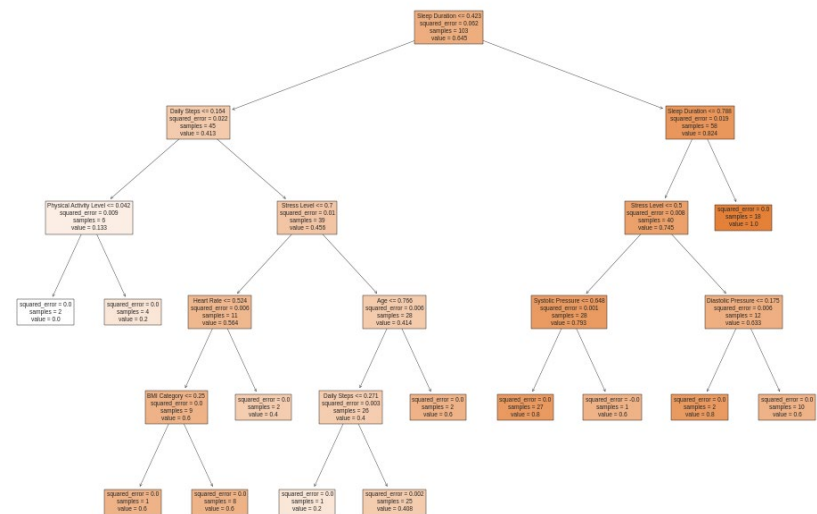 Sleep Duration <= 0.423
squared_error = 0.062
samples = 103
value = 0.645
Daily Steps <= 0.164
squared_error = 0.022
samples = 45
value = 0.413
Sleep Duration <= 0.788
squared_error = 0.019
samples = 58
value = 0.824
Physical Activity Level <= 0.042
squared_error = 0.009
samples = 6
value = 0.133
Stress Level <= 0.7
squared_error = 0.01
samples = 39
value = 0.456
Stress Level <= 0.5
squared_error = 0.008
samples = 40
value = 0.745
squared_error = 0.0
samples = 18
value = 1.0
squared_error = 0.0
samples = 2
value = 0.0
squared_error = 0.0
samples = 4
value = 0.2
Heart Rate <= 0.524
squared_error = 0.006
samples = 11
value = 0.564
Age <= 0.766
squared_error = 0.006
samples = 28
value = 0.414
Systolic Pressure <= 0.648
squared_error = 0.001
samples = 28
value = 0.793
Diastolic Pressure <= 0.175
squared_error = 0.006
samples = 12
value = 0.633
BMI Category <= 0.25
squared_error = 0.0
samples = 9
value = 0.6
squared_error = 0.0
samples = 2
value = 0.4
Daily Steps <= 0.271
squared_error = 0.003
samples = 26
value = 0.4
squared_error = 0.0
samples = 2
value = 0.6
squared_error = 0.0
samples = 27
value = 0.8
squared_error = -0.0
samples = 1
value = 0.6
squared_error = 0.0
samples = 2
value = 0.8
squared_error = 0.0
samples = 10
value = 0.6
squared_error = 0.0
samples = 1
value = 0.6
squared_error = 0.0
samples = 8
value = 0.6
squared_error = 0.0
samples = 1
value = 0.2
squared_error = 0.002
samples = 25
value = 0.408